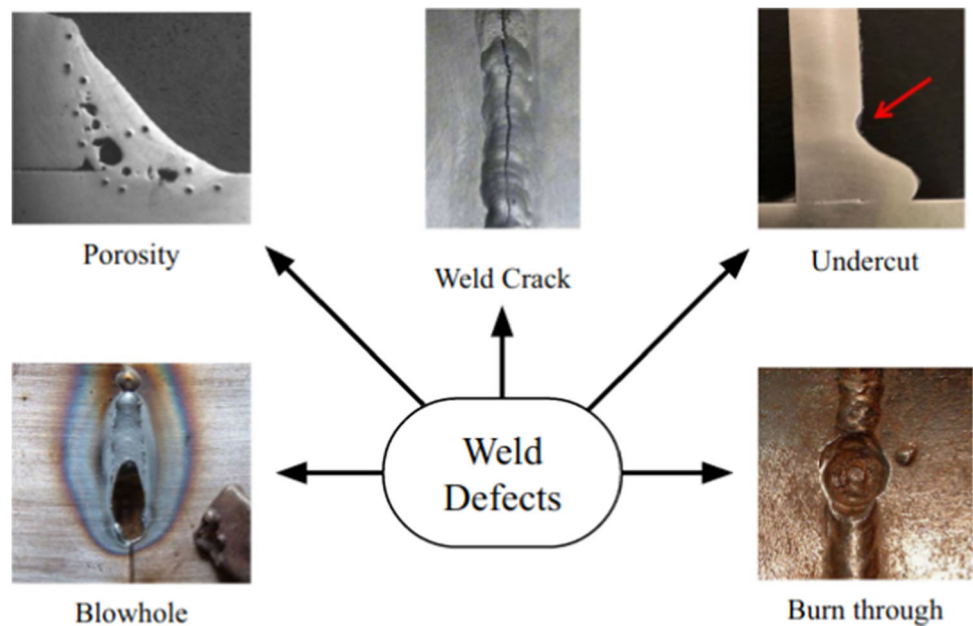 Porosity
Weld Crack
Undercut
Weld
Defects
Blowhole
Burn through